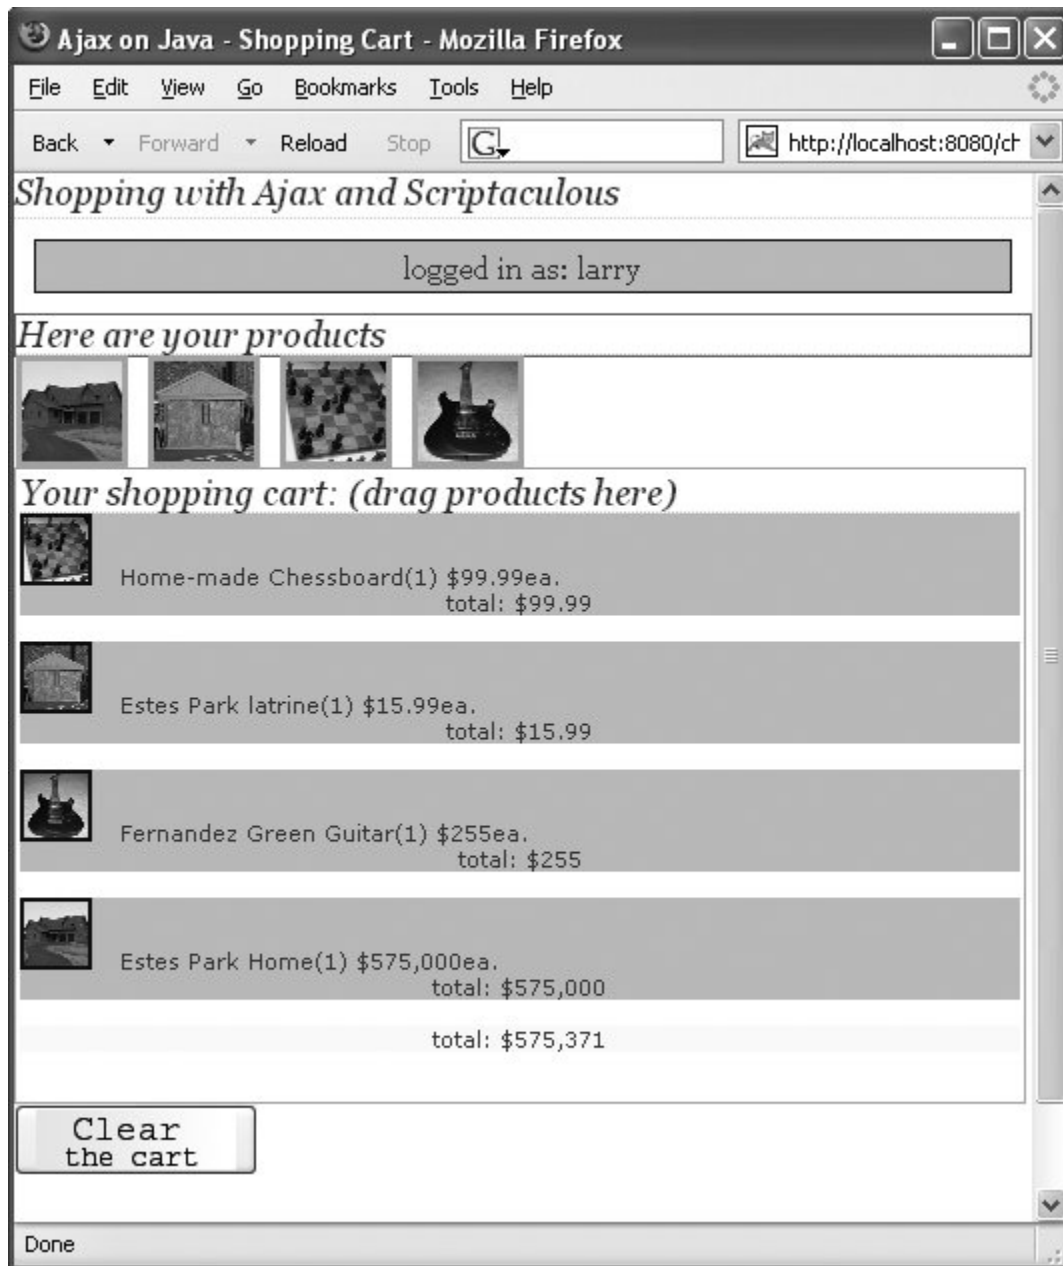 Ajax on Java - Shopping Cart - Mozilla Firefox
File Edit View Go Bookmarks Tools Help
Back Forward Reload Stop G http://localhost:8080/ch
Shopping with Ajax and Scriptaculous
logged in as: larry
Here are your products
Your shopping cart: (drag products here)
Home-made Chessboard(1) $99.99ea.
total: $99.99
Estes Park latrine(1) $15.99ea.
total: $15.99
Fernandez Green Guitar(1) $255ea.
total: $255
Estes Park Home(1) $575,000ea.
total: $575,000
total: $575,371
Clear
the cart
Done